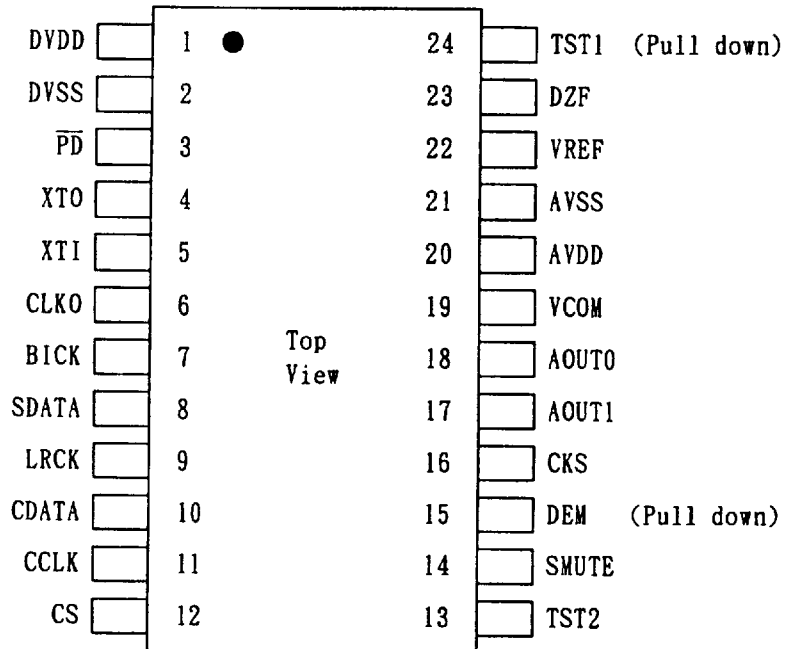 DVDD 1 24 TST1 (Pull down)
DVSS 2 23 DZF
P̅D̅ 3 22 VREF
XTO 4 21 AVSS
XTI 5 20 AVDD
CLKO 6 19 VCOM
Top
BICK 7 18 AOUT0
View
SDATA 8 17 AOUT1
LRCK 9 16 CKS
CDATA 10 15 DEM (Pull down)
CCLK 11 14 SMUTE
CS 12 13 TST2